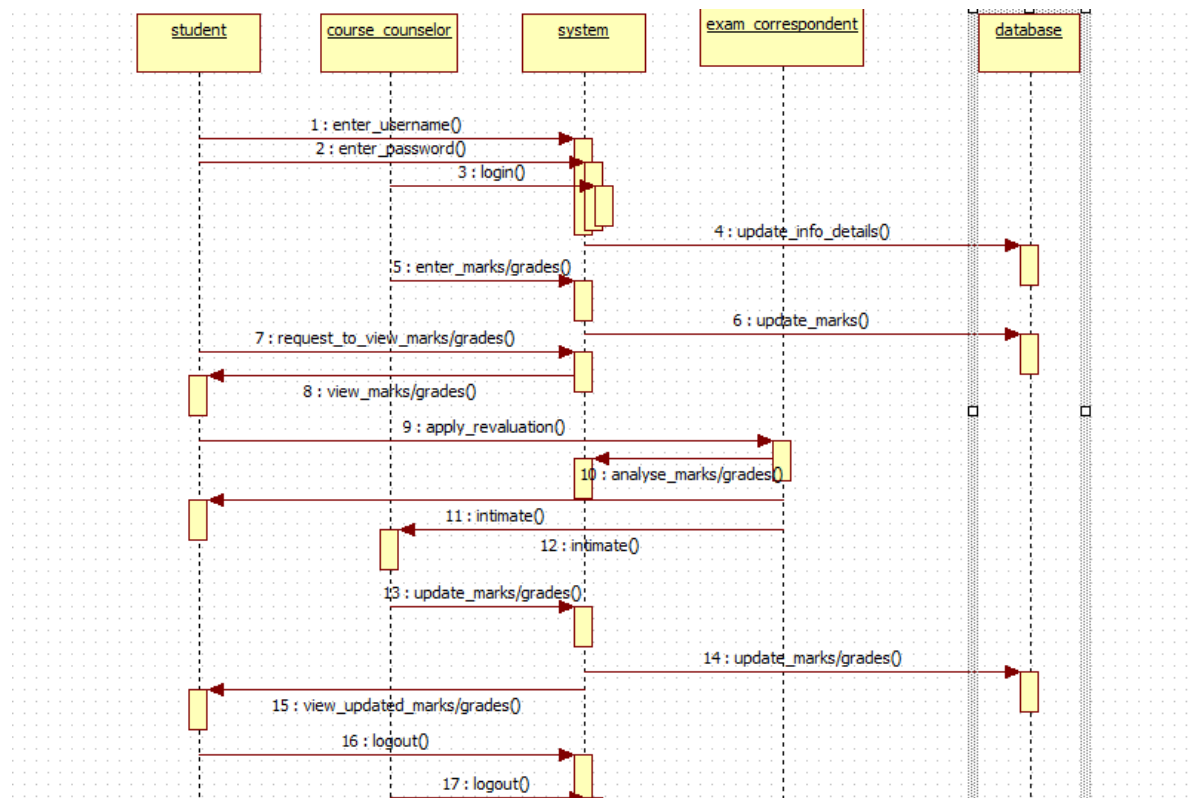 student
course_counselor
system
exam_correspondent
database
1 : enter_username()
2 : enter_password()
3 : login()
4 : update_info_details()
5 : enter_marks/grades()
6 : update_marks()
7 : request_to_view_marks/grades()
8 : view_marks/grades()
9 : apply_revaluation()
10 : analyse_marks/grades()
11 : intimate()
12 : intimate()
13 : update_marks/grades()
14 : update_marks/grades()
15 : view_updated_marks/grades()
16 : logout()
17 : logout()